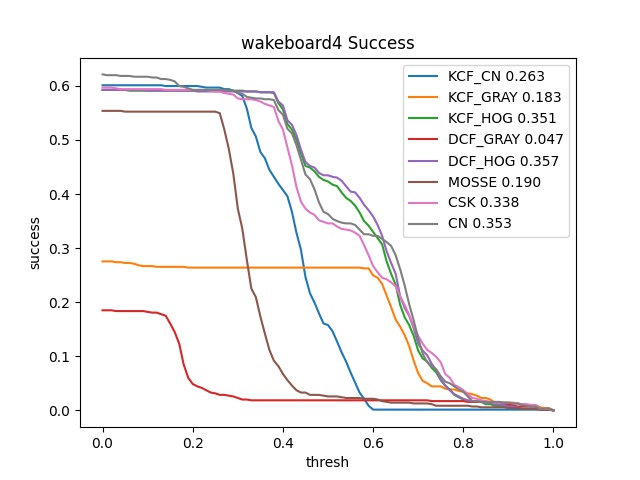 wakeboard4 Success
KCF_CN 0.263
KCF_GRAY 0.183
KCF_HOG 0.351
DCF_GRAY 0.047
DCF_HOG 0.357
MOSSE 0.190
CSK 0.338
CN 0.353
success
0.6
0.5
0.4
0.3
0.2
0.1
0.0
0.0 0.2 0.4 0.6 0.8 1.0
thresh